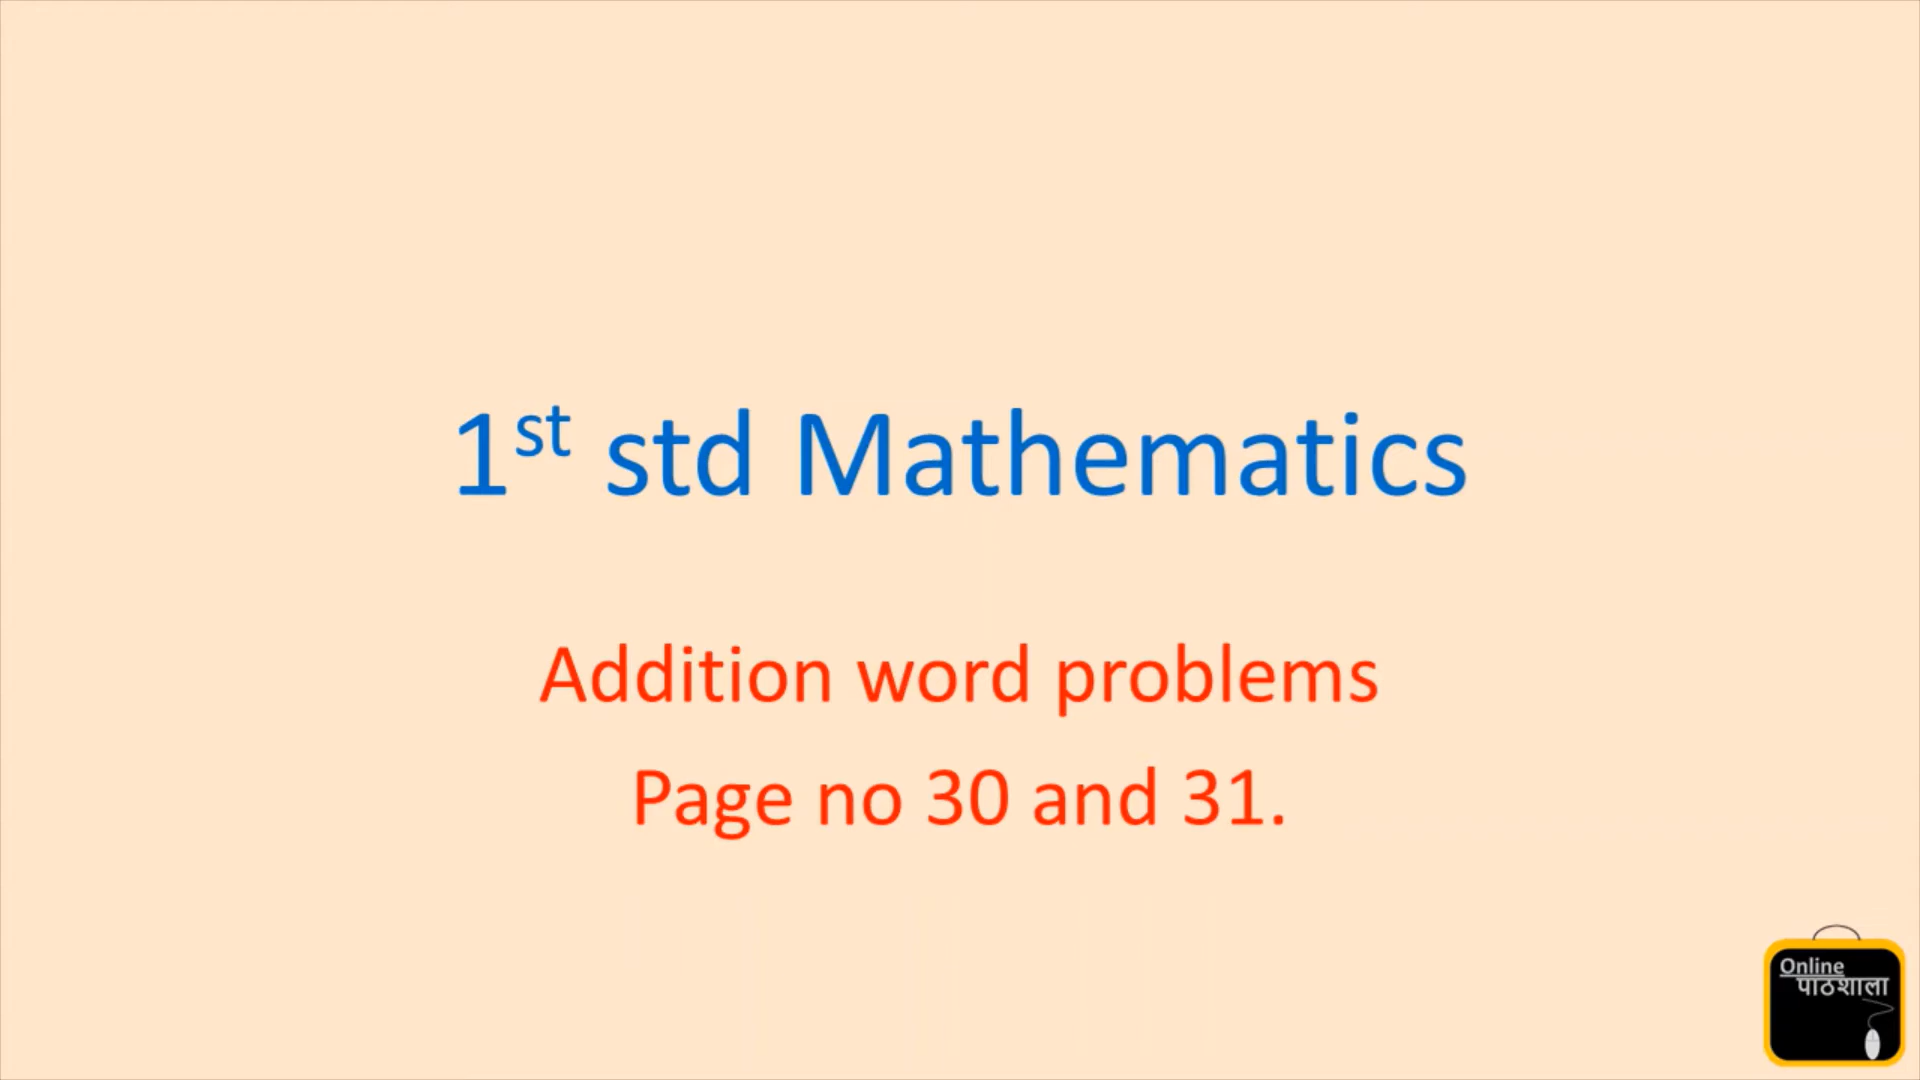 1st std Mathematics
Addition word problems
Page no 30 and 31.
Online
पाठशाला